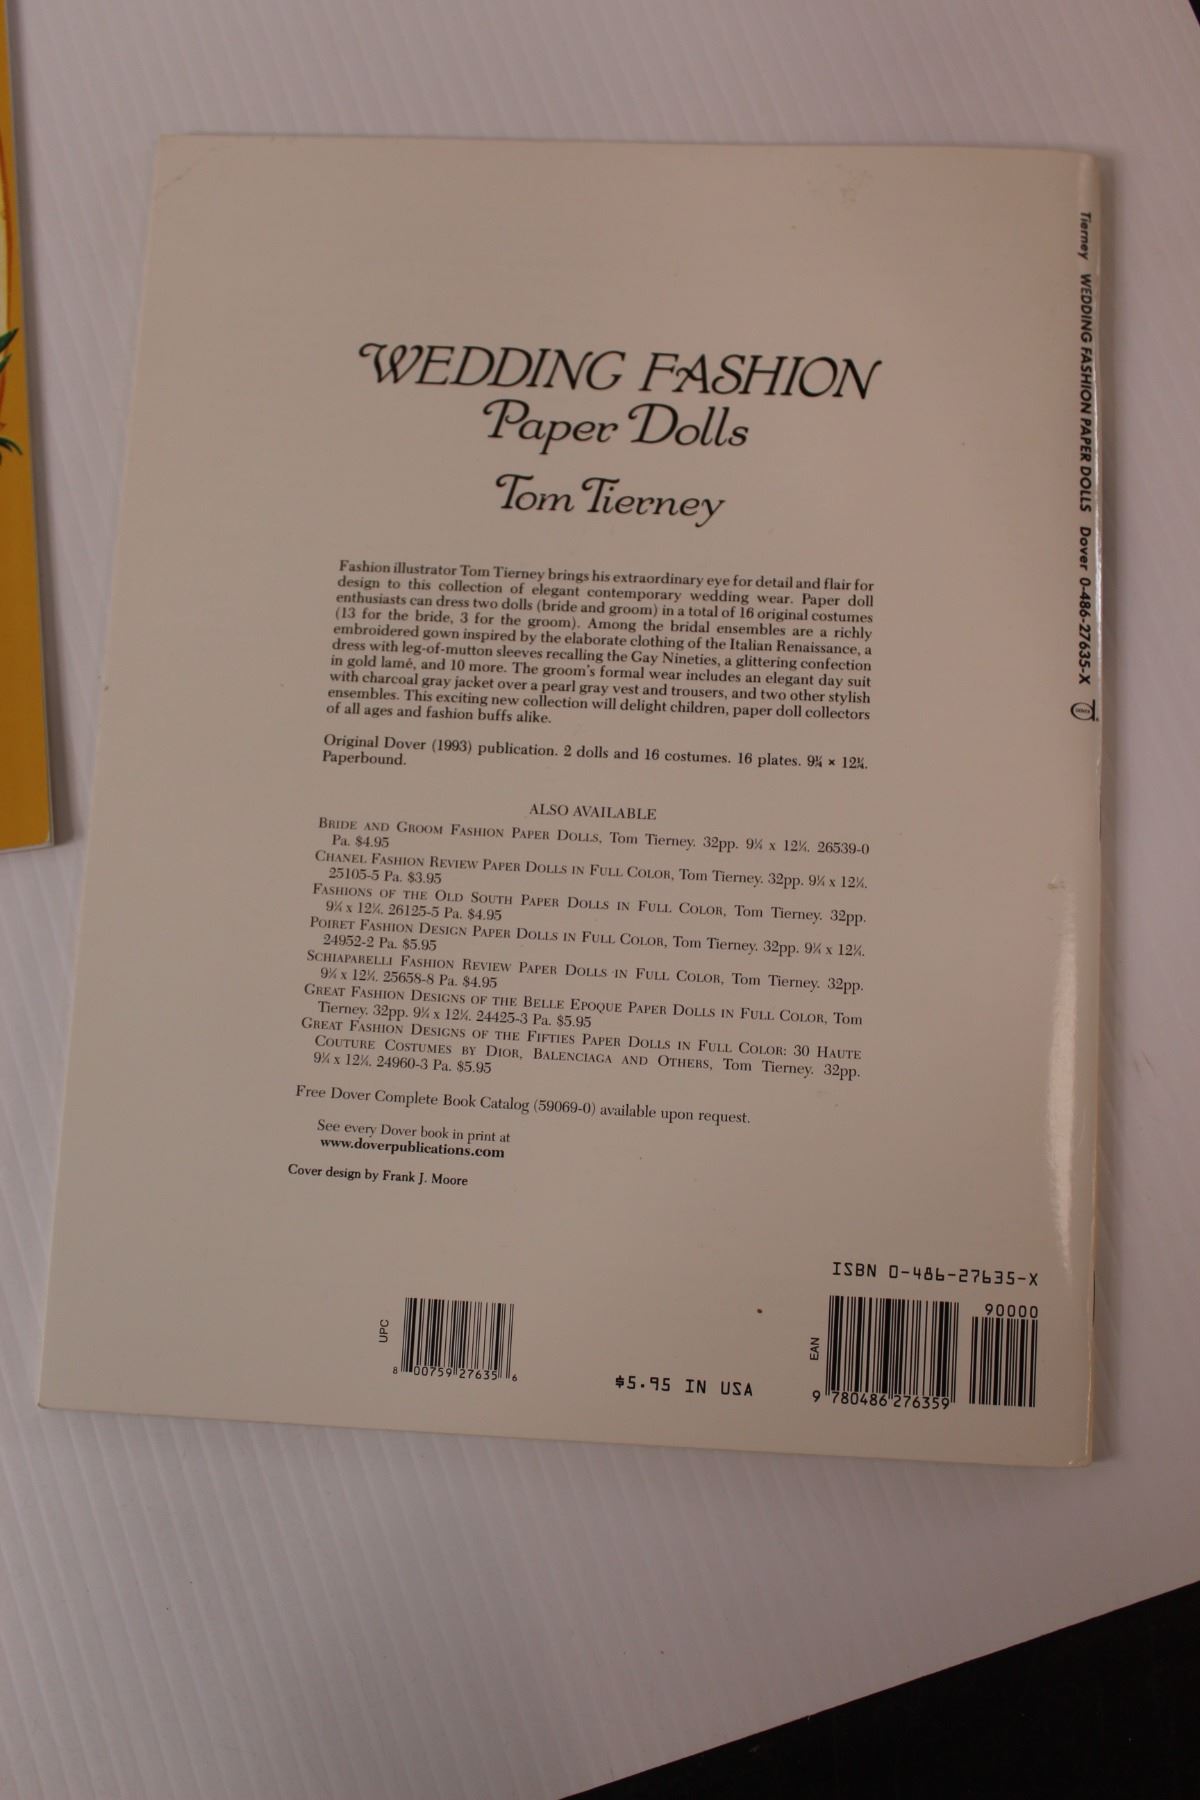 WEDDING FASHION
Paper Dolls
Tom Tierney
Fashion illustrator Tom Tierney brings his extraordinary eye for detail and flair for
design to this collection of elegant contemporary wedding wear. Paper doll
enthusiasts can dress two dolls (bride and groom) in a total of 16 original costumes
(13 for the bride, 3 for the groom). Among the bridal ensembles are a richly
embroidered gown inspired by the elaborate clothing of the Italian Renaissance, a
dress with leg-of-mutton sleeves recalling the Gay Nineties, a glittering confection
in gold lamé, and 10 more. The groom's formal wear includes an elegant day suit
with charcoal gray jacket over a pearl gray vest and trousers, and two other stylish
ensembles. This exciting new collection will delight children, paper doll collectors
of all ages and fashion buffs alike.
Original Dover (1993) publication. 2 dolls and 16 costumes. 16 plates. 9¼ × 12¼.
Paperbound.
ALSO AVAILABLE
BRIDE AND GROOM FASHION PAPER DOLLS, Tom Tierney. 32pp. 9¼ x 12¼. 26539-0
Pa. $4.95
CHANEL FASHION REVIEW PAPER DOLLS IN FULL COLOR, Tom Tierney. 32pp. 9¼ x 12¼.
25105-5 Pa. $3.95
FASHIONS OF THE OLD SOUTH PAPER DOLLS IN FULL COLOR, Tom Tierney. 32pp.
9¼ x 12¼. 26125-5 Pa. $4.95
POIRET FASHION DESIGN PAPER DOLLS IN FULL COLOR, Tom Tierney. 32pp. 9¼ x 12¼.
24952-2 Pa. $5.95
SCHIAPARELLI FASHION REVIEW PAPER DOLLS IN FULL COLOR, Tom Tierney. 32pp.
9¼ x 12¼. 25658-8 Pa. $4.95
GREAT FASHION DESIGNS OF THE BELLE EPOQUE PAPER DOLLS IN FULL COLOR, Tom
Tierney. 32pp. 9¼ x 12¼. 24425-3 Pa. $5.95
GREAT FASHION DESIGNS OF THE FIFTIES PAPER DOLLS IN FULL COLOR: 30 HAUTE
COUTURE COSTUMES BY DIOR, BALENCIAGA AND OTHERS, Tom Tierney. 32pp.
9¼ x 12¼. 24960-3 Pa. $5.95
Free Dover Complete Book Catalog (59069-0) available upon request.
See every Dover book in print at
www.doverpublications.com
Cover design by Frank J. Moore
UPC
8 00759 27635 6
$5.95 IN USA
ISBN 0-486-27635-X
90000
EAN
9 780486 276359
Tierney WEDDING FASHION PAPER DOLLS Dover 0-486-27635-X
DOVER